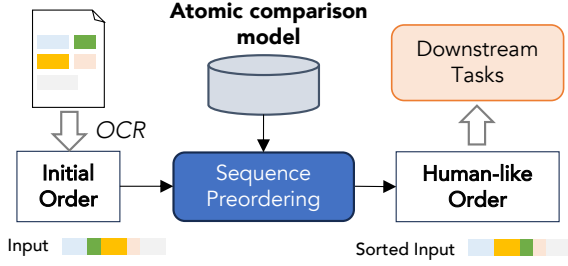 Atomic comparison
model
Downstream
Tasks
OCR
Initial
Order
Sequence
Preordering
Human-like
Order
Input
Sorted Input